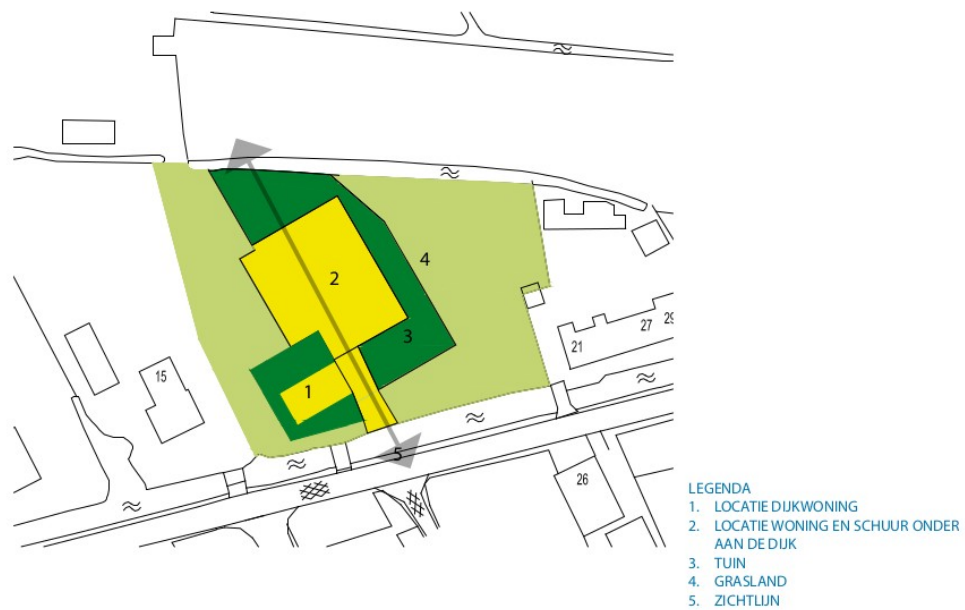 4
2
3
1
15
21
27
29
5
26
LEGENDA
1. LOCATIE DIJKWONING
2. LOCATIE WONING EN SCHUUR ONDER
AAN DE DIJK
3. TUIN
4. GRASLAND
5. ZICHTLIJN